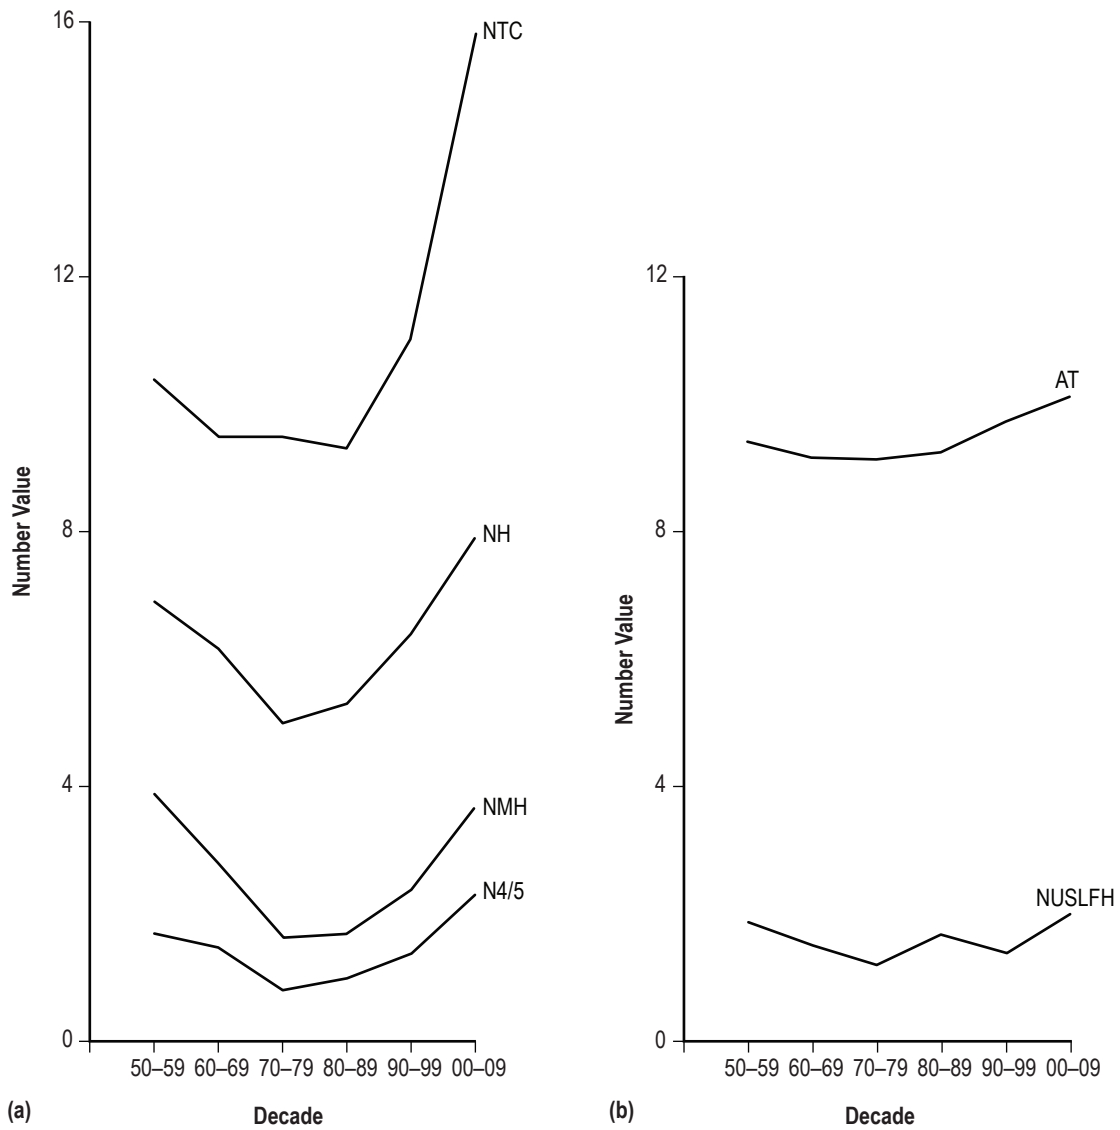 16
12
8
4
0
Number Value
NTC
NH
NMH
N4/5
50–59 60–69 70–79 80–89 90–99 00–09
(a)
Decade
12
8
4
0
Number Value
AT
NUSLFH
50–59 60–69 70–79 80–89 90–99 00–09
(b)
Decade